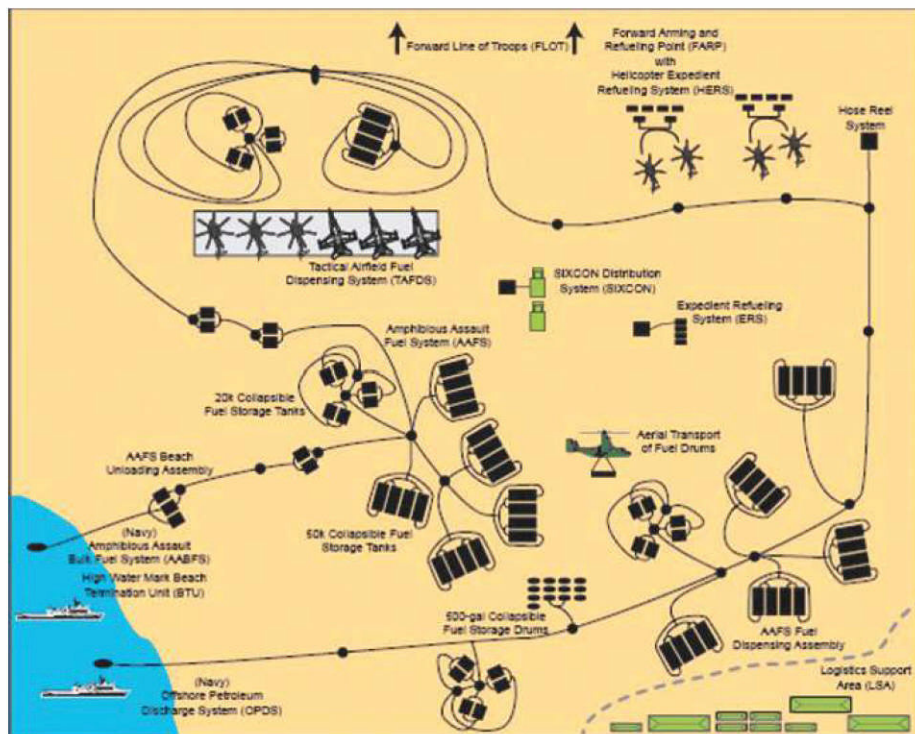 Forward Line of Troops (FLOT)
Forward Arming and
Refueling Point (FARP)
with
Helicopter Expedient
Refueling System (HERS)
Hose Reel
System
Tactical Airfield Fuel
Dispensing System (TAFDS)
SIXCON Distribution
System (SIXCON)
Expedient Refueling
System (ERS)
Amphibious Assault
Fuel System (AAFS)
20k Collapsible
Fuel Storage Tanks
Aerial Transport
of Fuel Drums
AAFS Beach
Unloading Assembly
50k Collapsible Fuel
Storage Tanks
(Navy)
Amphibious Assault
Bulk Fuel System (AABFS)
High Water Mark Beach
Termination Unit (BTU)
500-gal Collapsible
Fuel Storage Drums
AAFS Fuel
Dispensing Assembly
Logistics Support
Area (LSA)
(Navy)
Offshore Petroleum
Discharge System (OPDS)